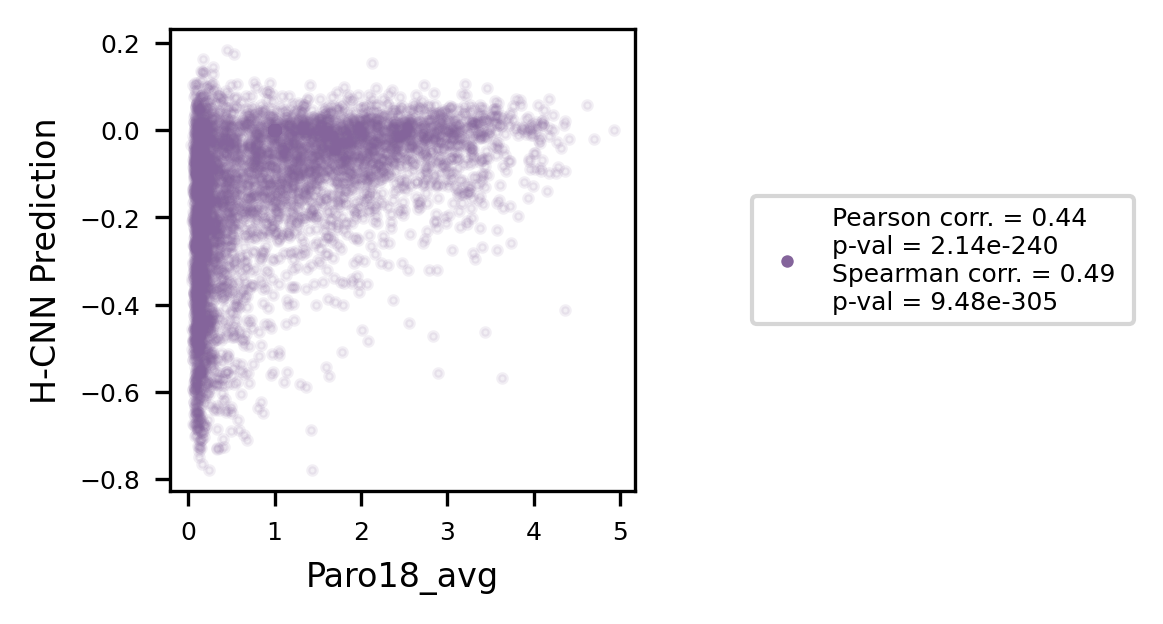 0.2
0.0
−0.2
−0.4
−0.6
−0.8
H-CNN Prediction
0 1 2 3 4 5
Paro18_avg
Pearson corr. = 0.44
p-val = 2.14e-240
Spearman corr. = 0.49
p-val = 9.48e-305